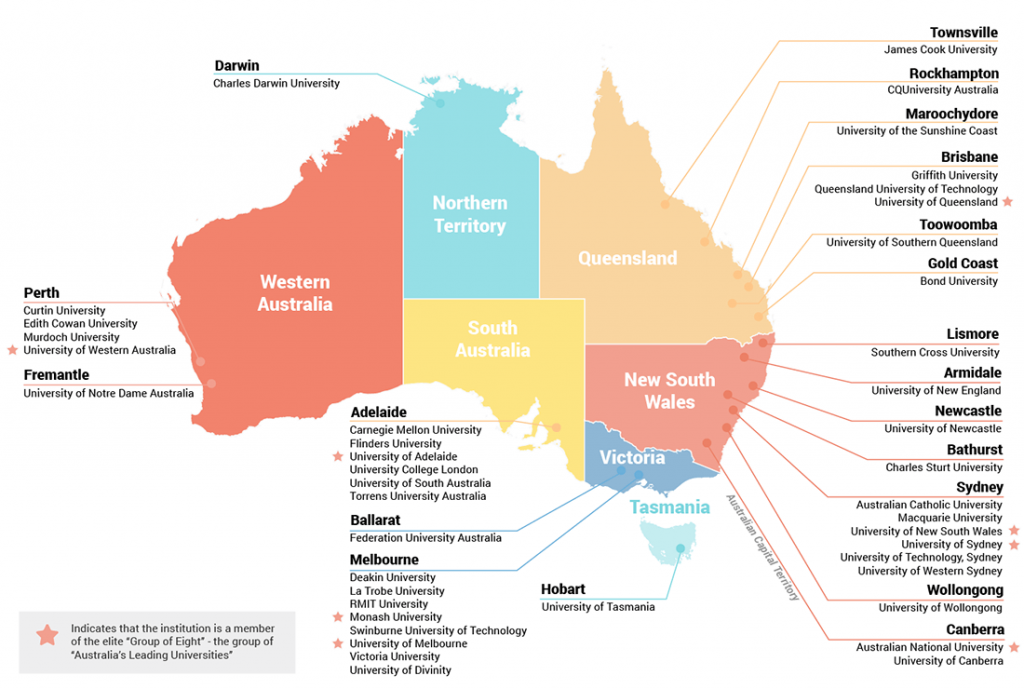 Townsville
James Cook University
Darwin
Charles Darwin University
Rockhampton
CQUniversity Australia
Maroochydore
University of the Sunshine Coast
Brisbane
Griffith University
Queensland University of Technology
University of Queensland
Toowoomba
University of Southern Queensland
Gold Coast
Bond University
Northern
Territory
Queensland
Western
Australia
South
Australia
New South
Wales
Victoria
Tasmania
Australian Capital Territory
Perth
Curtin University
Edith Cowan University
Murdoch University
University of Western Australia
Fremantle
University of Notre Dame Australia
Lismore
Southern Cross University
Armidale
University of New England
Newcastle
University of Newcastle
Bathurst
Charles Sturt University
Sydney
Australian Catholic University
Macquarie University
University of New South Wales
University of Sydney
University of Technology, Sydney
University of Western Sydney
Wollongong
University of Wollongong
Canberra
Australian National University
University of Canberra
Adelaide
Carnegie Mellon University
Flinders University
University of Adelaide
University College London
University of South Australia
Torrens University Australia
Ballarat
Federation University Australia
Melbourne
Deakin University
La Trobe University
RMIT University
Monash University
Swinburne University of Technology
University of Melbourne
Victoria University
University of Divinity
Hobart
University of Tasmania
Indicates that the institution is a member
of the elite "Group of Eight" - the group of
"Australia's Leading Universities"